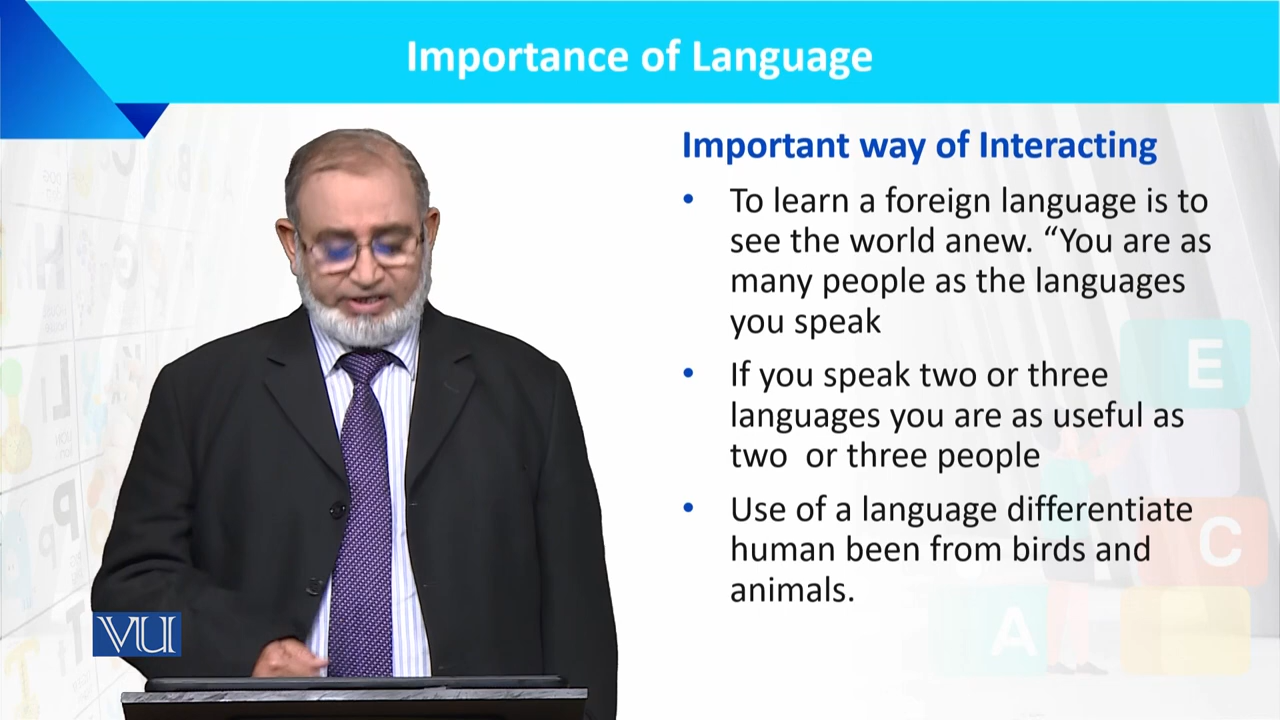 Importance of Language
Important way of Interacting
• To learn a foreign language is to
see the world anew. “You are as
many people as the languages
you speak
• If you speak two or three
languages you are as useful as
two  or three people
• Use of a language differentiate
human been from birds and
animals.
E
C
A
VU